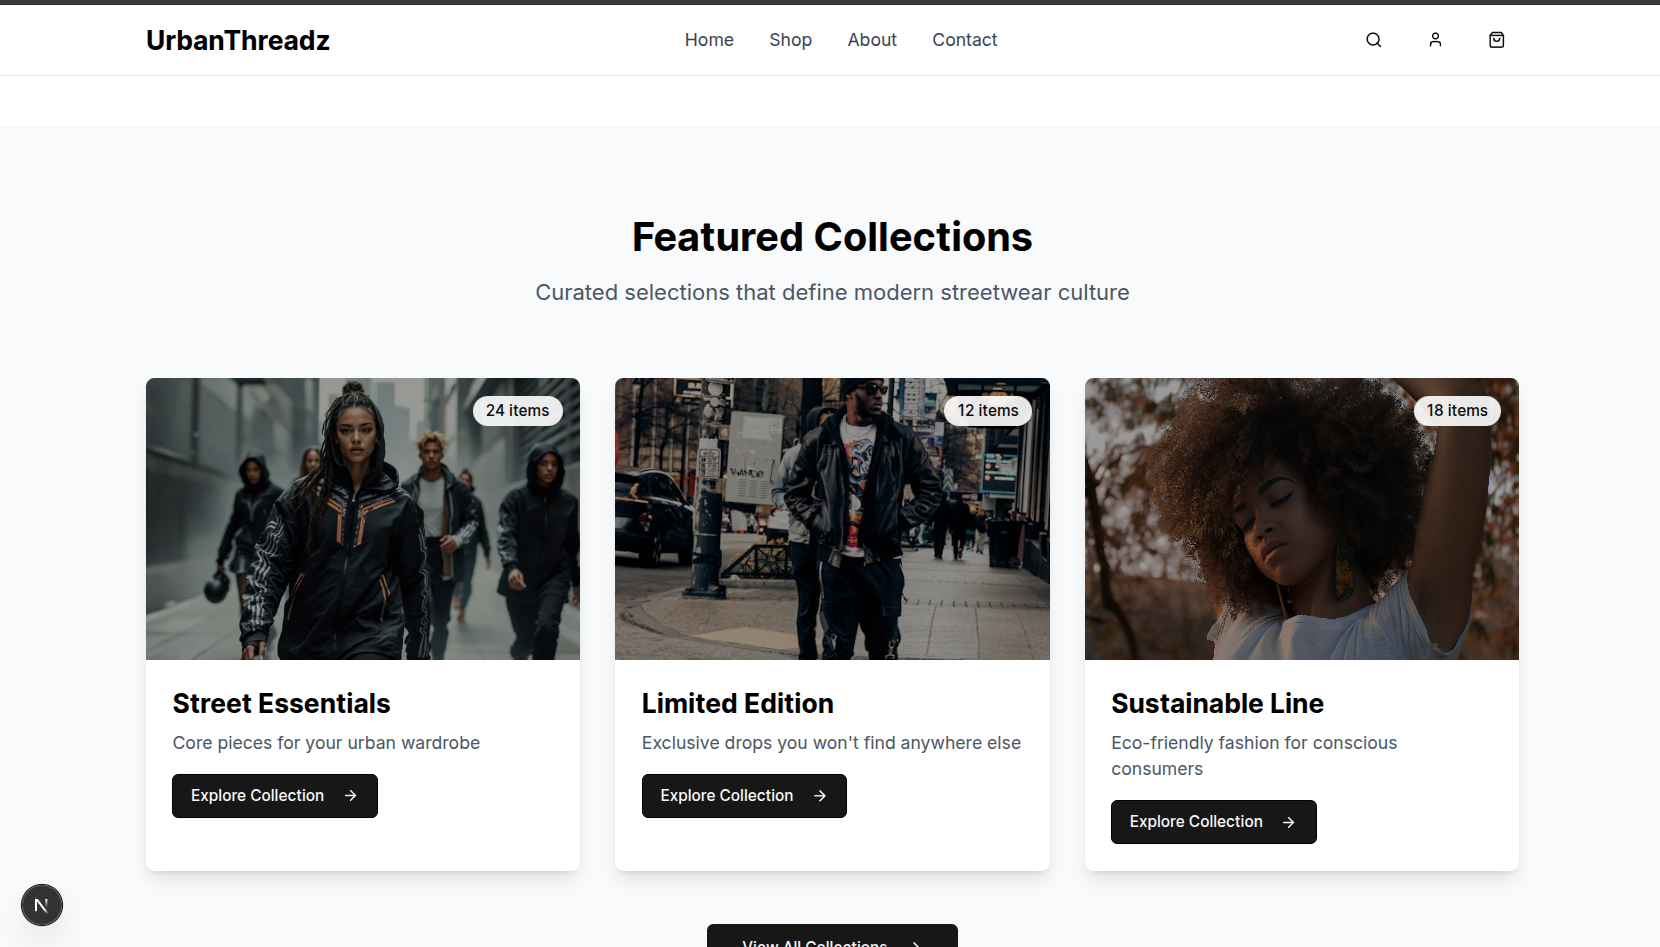 UrbanThreadz
Home Shop About Contact
Featured Collections
Curated selections that define modern streetwear culture
24 items
12 items
18 items
Street Essentials
Core pieces for your urban wardrobe
Explore Collection
Limited Edition
Exclusive drops you won't find anywhere else
Explore Collection
Sustainable Line
Eco-friendly fashion for conscious
consumers
Explore Collection
N
View All Collections